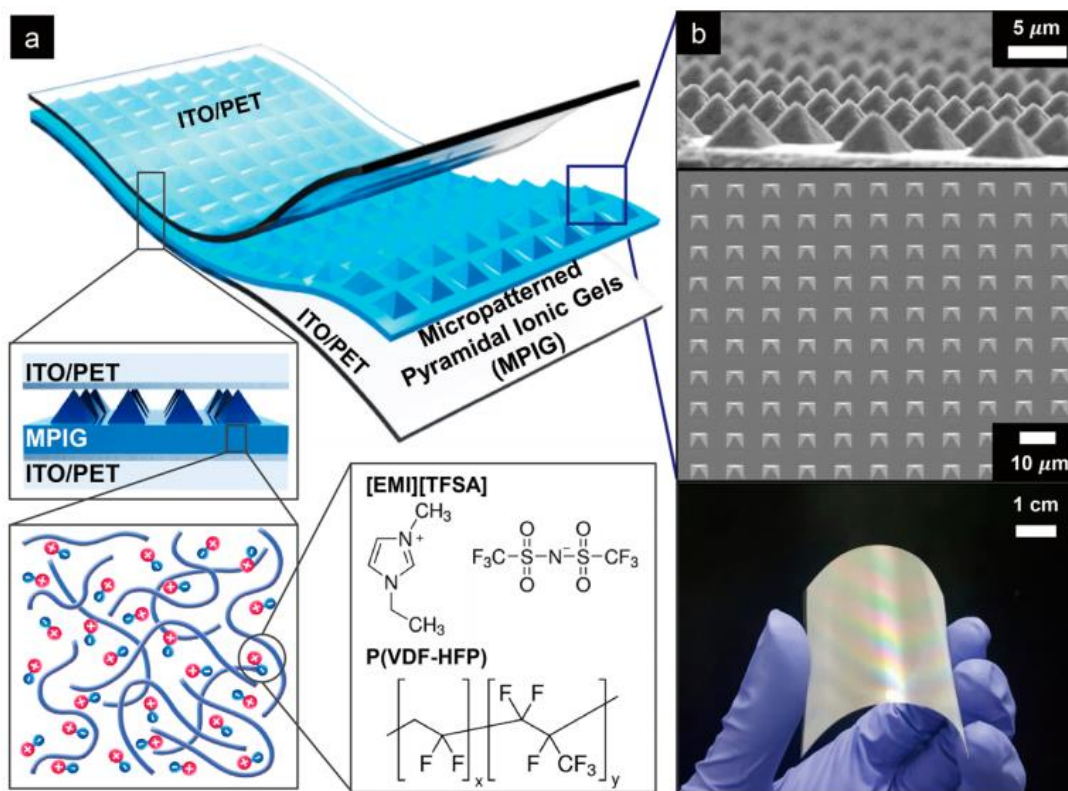 a
ITO/PET
ITO/PET
Micropatterned
Pyramidal Ionic Gels
(MPIG)
ITO/PET
MPIG
ITO/PET
[EMI][TFSA]
CH₃
N⁺
N
CH₃
O O
F₃C S N⁻ S CF₃
O O
P(VDF-HFP)
F F
F F F
F F CF₃
x y
b
5 μm
10 μm
1 cm